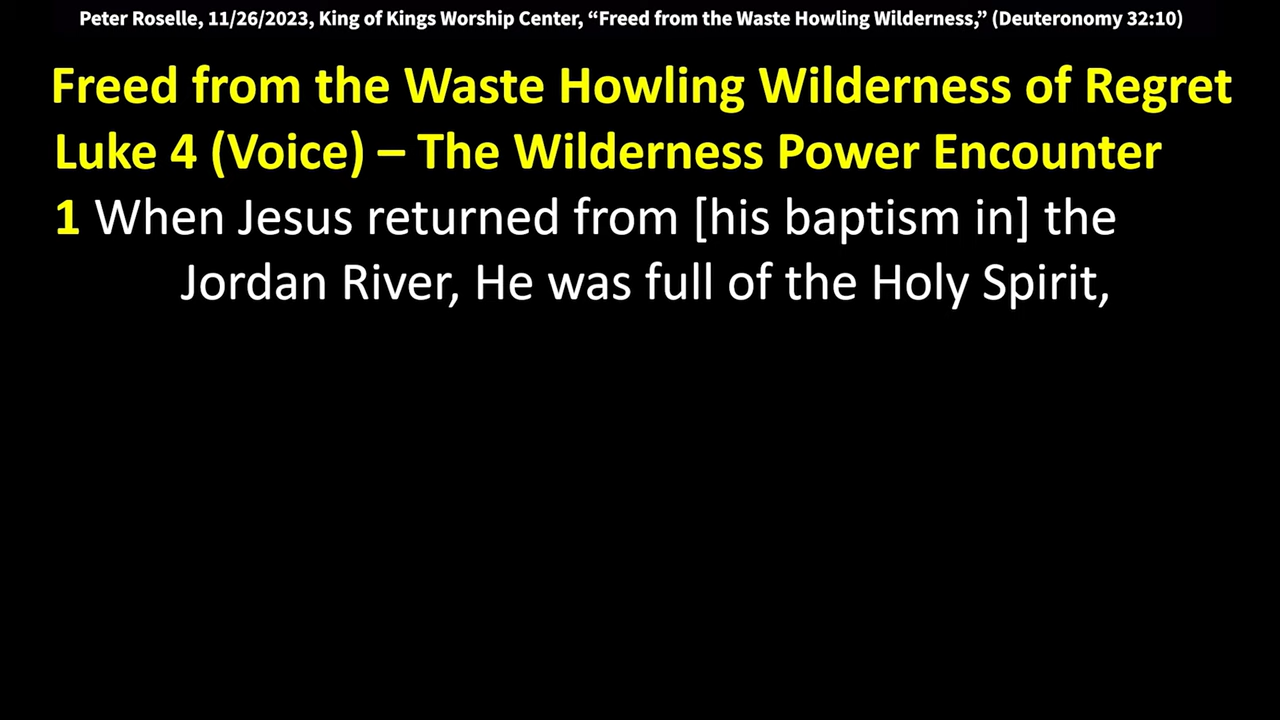 Peter Roselle, 11/26/2023, King of Kings Worship Center, “Freed from the Waste Howling Wilderness,” (Deuteronomy 32:10)
Freed from the Waste Howling Wilderness of Regret
Luke 4 (Voice) – The Wilderness Power Encounter
1 When Jesus returned from [his baptism in] the
Jordan River, He was full of the Holy Spirit,